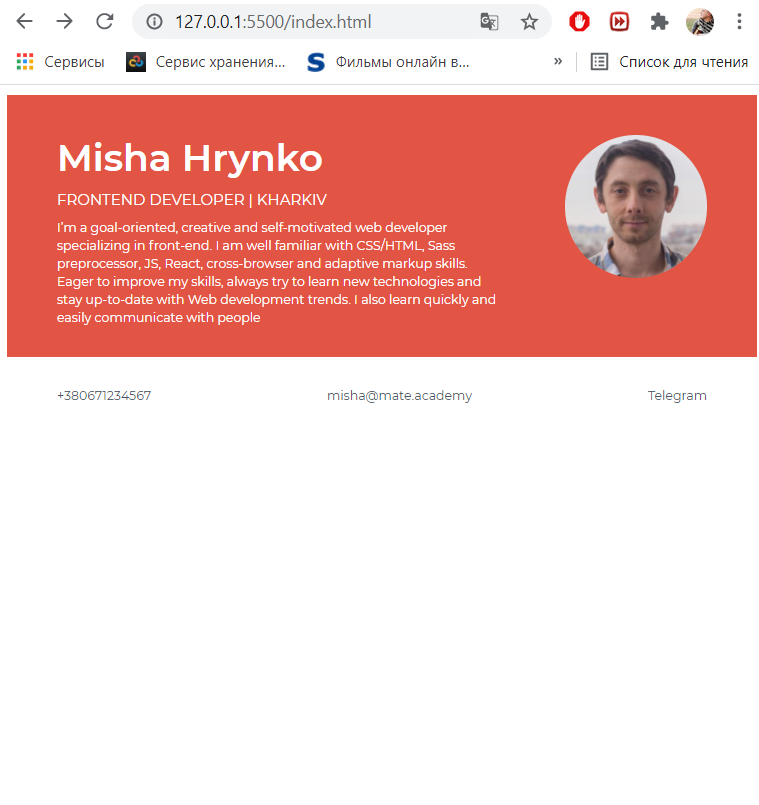 127.0.0.1:5500/index.html
Сервисы
Сервис хранения...
S
Фильмы онлайн в...
»
Список для чтения
Misha Hrynko
FRONTEND DEVELOPER | KHARKIV
I'm a goal-oriented, creative and self-motivated web developer
specializing in front-end. I am well familiar with CSS/HTML, Sass
preprocessor, JS, React, cross-browser and adaptive markup skills.
Eager to improve my skills, always try to learn new technologies and
stay up-to-date with Web development trends. I also learn quickly and
easily communicate with people
+380671234567
misha@mate.academy
Telegram